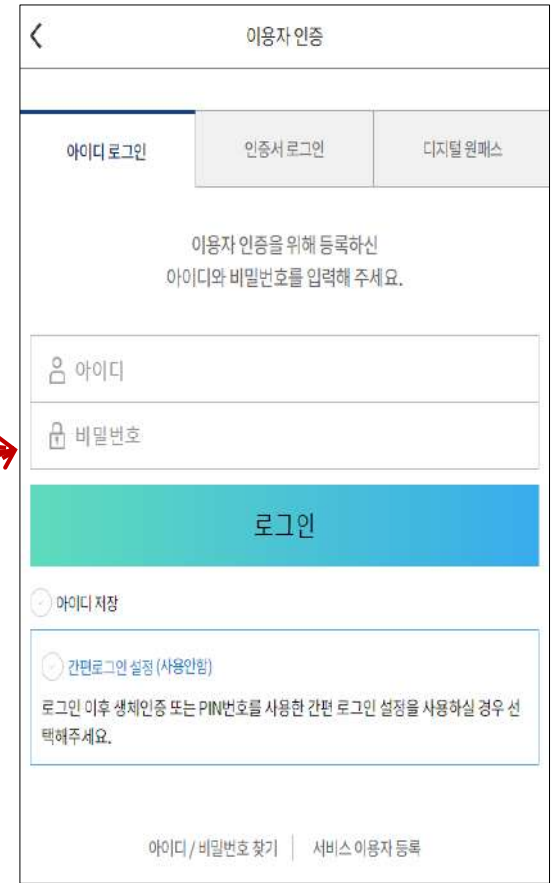 이용자 인증
아이디 로그인
인증서 로그인
디지털 원패스
이용자 인증을 위해 등록하신
아이디와 비밀번호를 입력해 주세요.
아이디
비밀번호
로그인
아이디 저장
간편로그인 설정 (사용안함)
로그인 이후 생체인증 또는 PIN번호를 사용한 간편 로그인 설정을 사용하실 경우 선
택해주세요.
아이디 / 비밀번호 찾기 | 서비스 이용자 등록